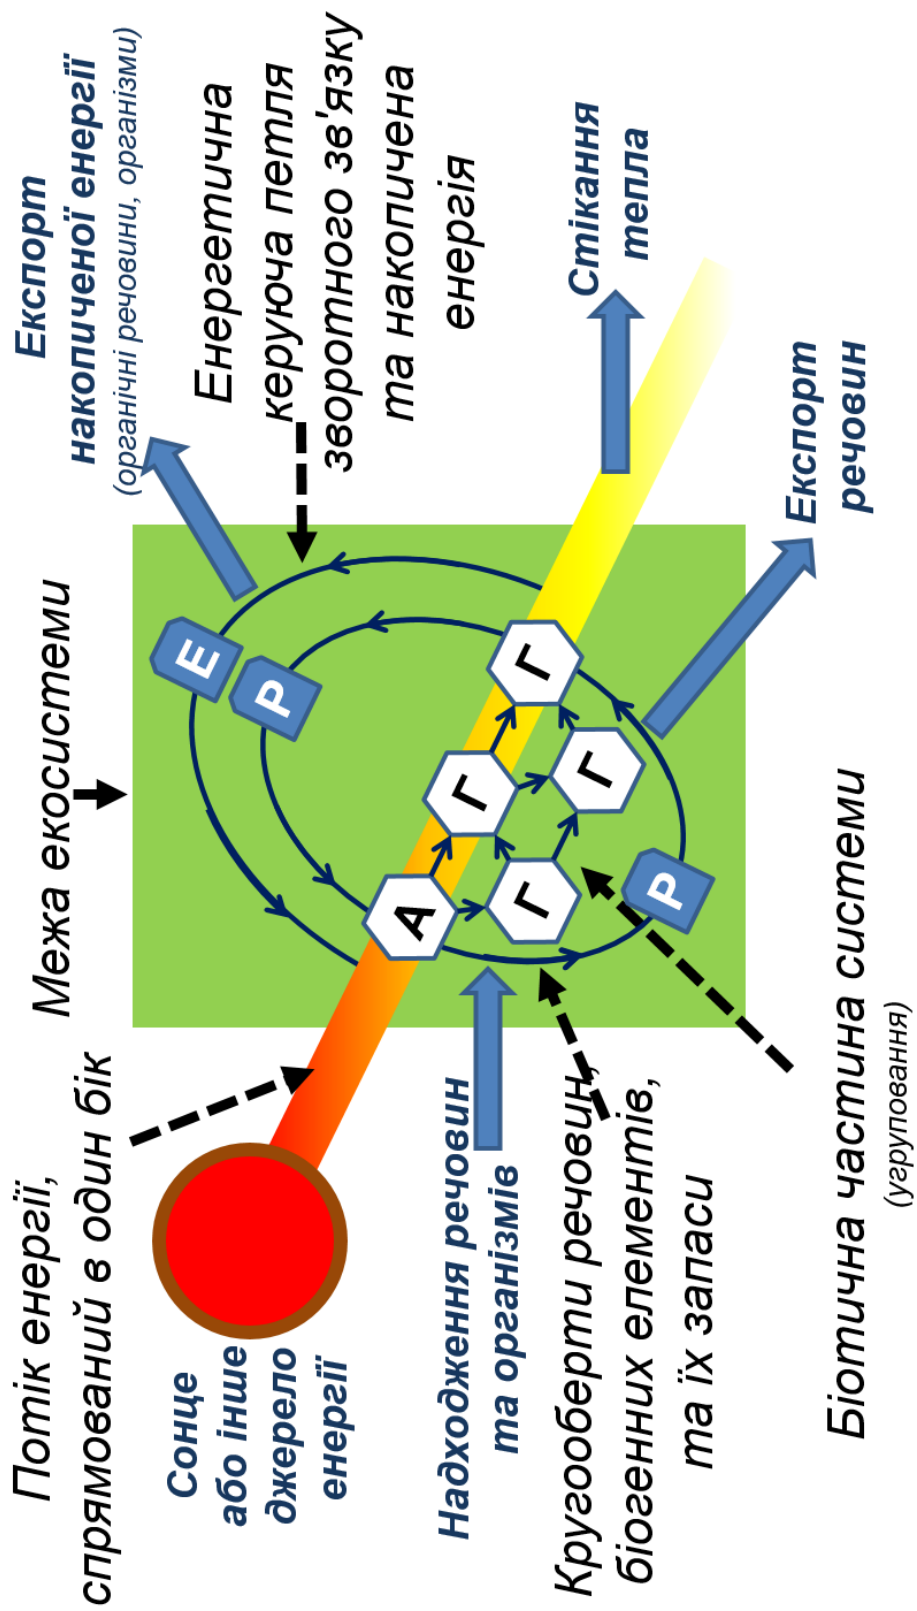 Потік енергії,
спрямований в один бік
Межа екосистеми
Експорт
накопиченої енергії
(органічні речовини, організми)
Енергетична
керуюча петля
зворотного зв'язку
та накопичена
енергія
Сонце
або інше
джерело
енергії
Е
Р
А
Г
Г
Г
Г
Р
Стікання
тепла
Надходження речовин
та організмів
Експорт
речовин
Кругооберти речовин,
біогенних елементів,
та їх запаси
Біотична частина системи
(угруповання)